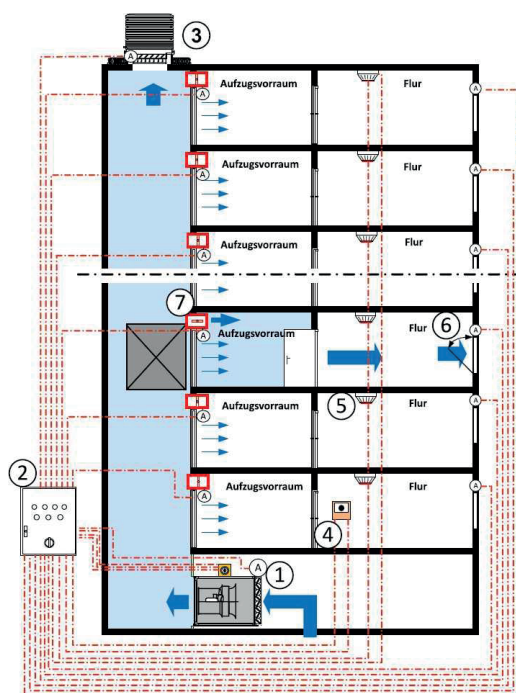 ③
A
Aufzugsvorraum Flur
A A
Aufzugsvorraum Flur
A A
Aufzugsvorraum Flur
A A
⑦
Aufzugsvorraum Flur ⑥
A A
⑤
Aufzugsvorraum Flur
A A
②
Aufzugsvorraum Flur
A A
④
A ①